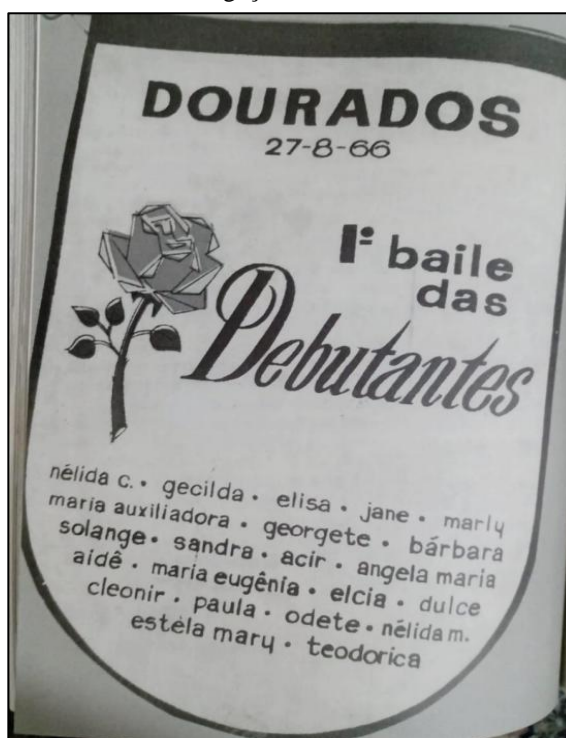 DOURADOS
27-8-66
1º baile
das
Debutantes
nélida c. • gecilda • elisa • jane • marly
maria auxiliadora • georgete • bárbara
solange • sandra • acir • angela maria
aidê • maria eugênia • elcia • dulce
cleonir • paula • odete • nélida m.
estela mary • teodorica